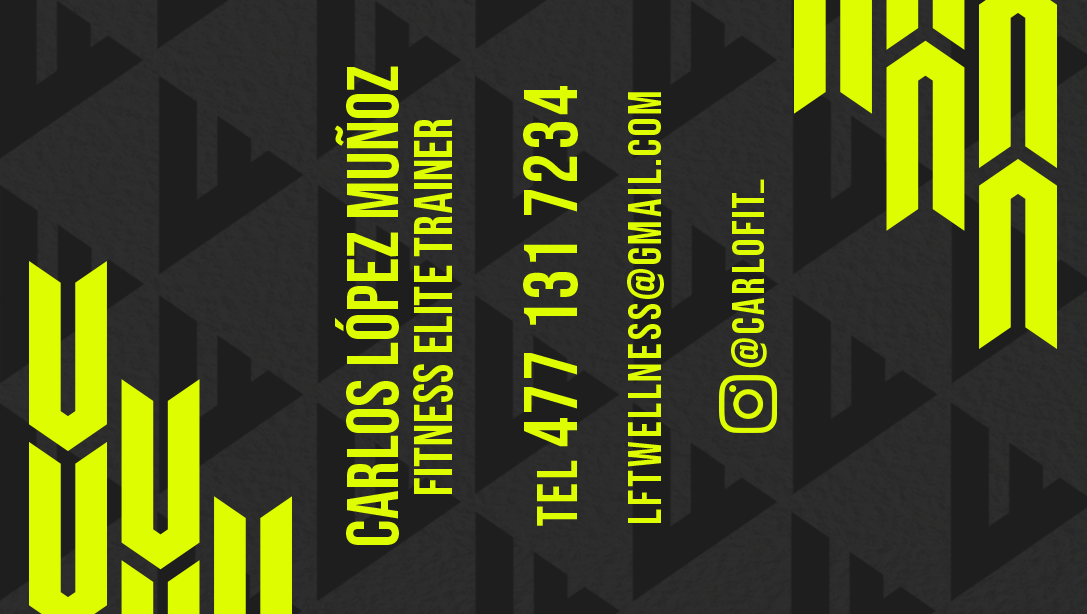 CARLOS LÓPEZ MUÑOZ
FITNESS ELITE TRAINER
TEL 477 131 7234
LFTWELLNESS@GMAIL.COM
@CARLOFIT_